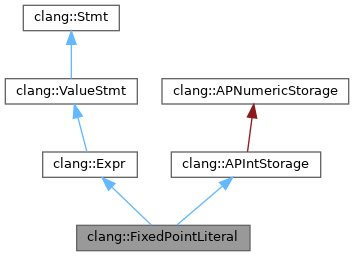 clang::Stmt
clang::ValueStmt
clang::APNumericStorage
clang::Expr
clang::APIntStorage
clang::FixedPointLiteral